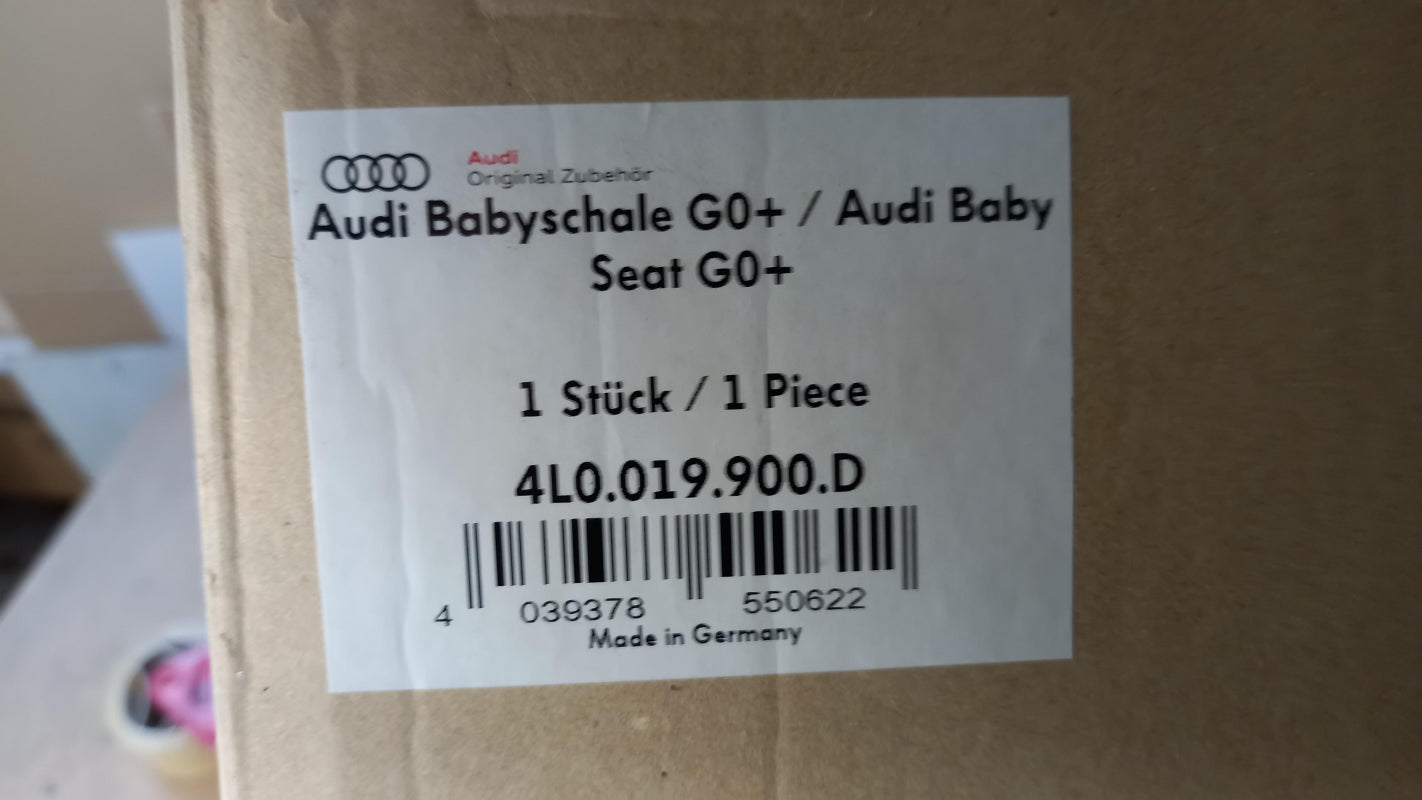 Audi
Original Zubehör
Audi Babyschale G0+ / Audi Baby
Seat G0+
1 Stück / 1 Piece
4L0.019.900.D
4 039378 550622
Made in Germany